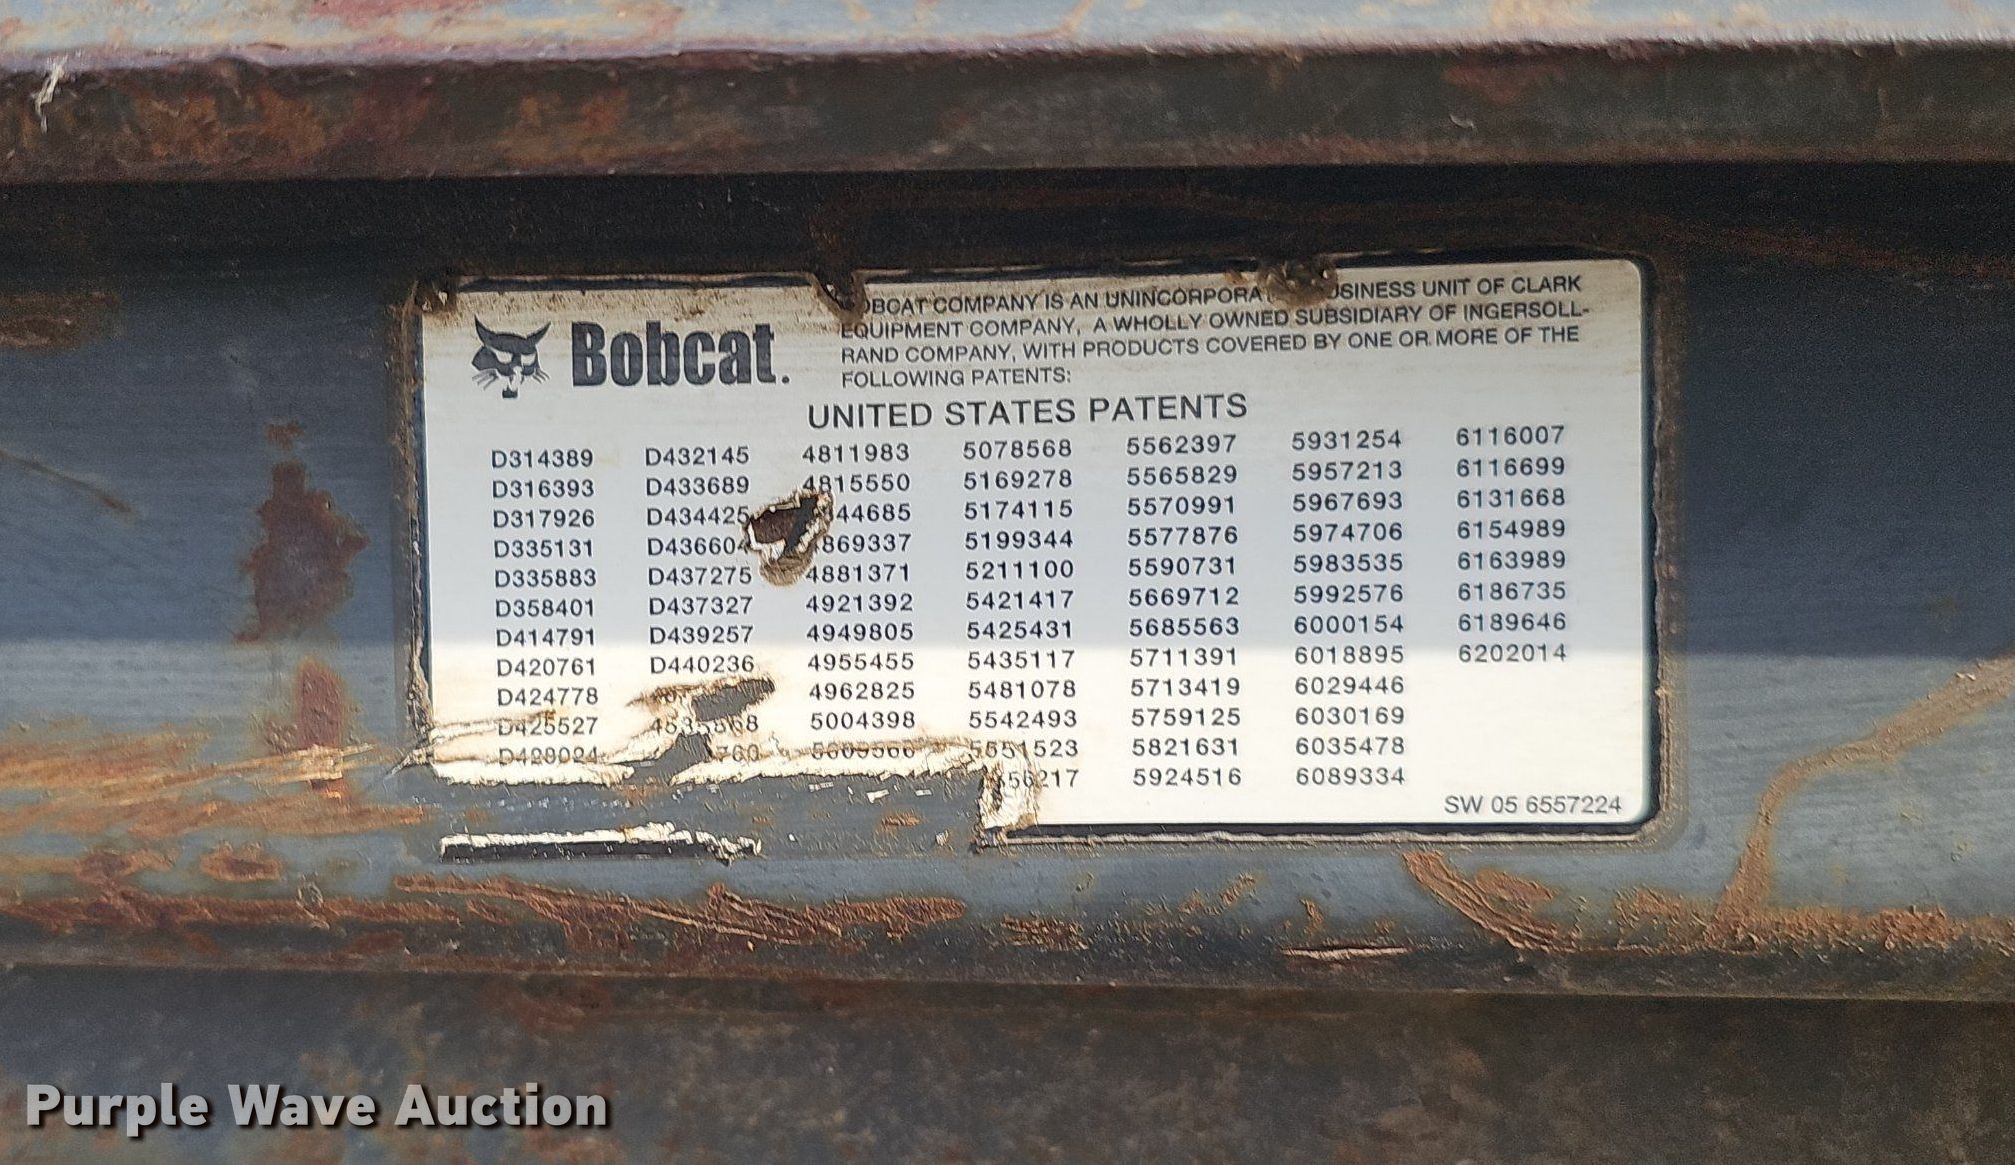 Bobcat.
COMPANY IS AN BUSINESS UNIT OF CLARK
EQUIPMENT COMPANY, A WHOLLY OWNED SUBSIDIARY OF INGERSOLL-
RAND COMPANY, WITH PRODUCTS COVERED BY ONE OR MORE OF THE
FOLLOWING PATENTS:
UNITED STATES PATENTS
D314389 D432145 4811983 5078568 5562397 5931254 6116007
D316393 D433689 4815550 5169278 5565829 5957213 6116699
D317926 D434425 5174115 5570991 5967693 6131668
D335131 5199344 5577876 5974706 6154989
D335883 D437275 4881371 5211100 5590731 5983535 6163989
D358401 D437327 4921392 5421417 5669712 5992576 6186735
D414791 D439257 4949805 5425431 5685563 6000154 6189646
D420761 D440236 4955455 5435117 5711391 6018895 6202014
D424778 4962825 5481078 5713419 6029446
D425527 5004398 5542493 5759125 6030169
5551523 5821631 6035478
5924516 6089334
SW 05 6557224
Purple Wave Auction